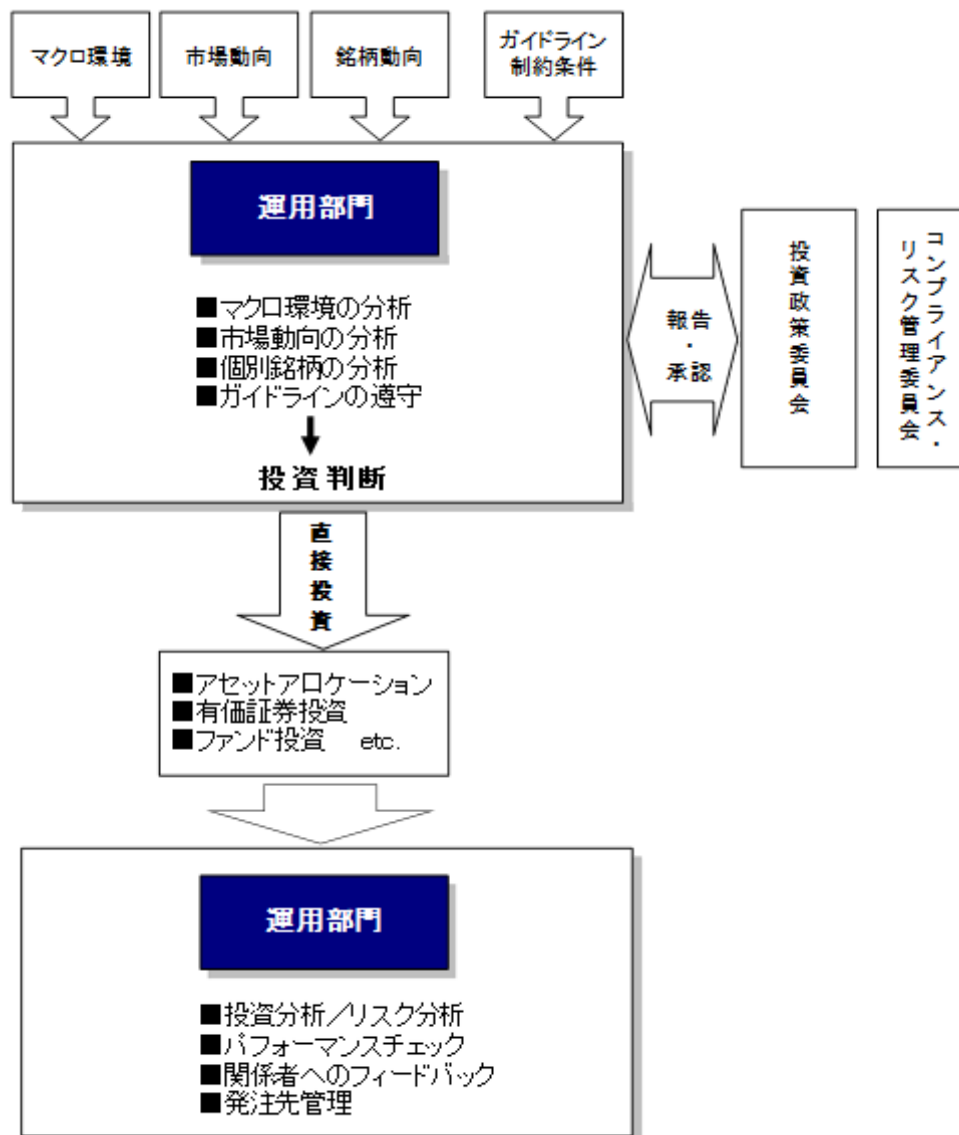 マクロ環境
市場動向
銘柄動向
ガイドライン
制約条件
運用部門
■マクロ環境の分析
■市場動向の分析
■個別銘柄の分析
■ガイドラインの遵守
投資判断
報告
・
承認
投資政策委員会
コンプライアンス・
リスク管理委員会
直接投資
■アセットアロケーション
■有価証券投資
■ファンド投資 etc.
運用部門
■投資分析／リスク分析
■パフォーマンスチェック
■関係者へのフィードバック
■発注先管理